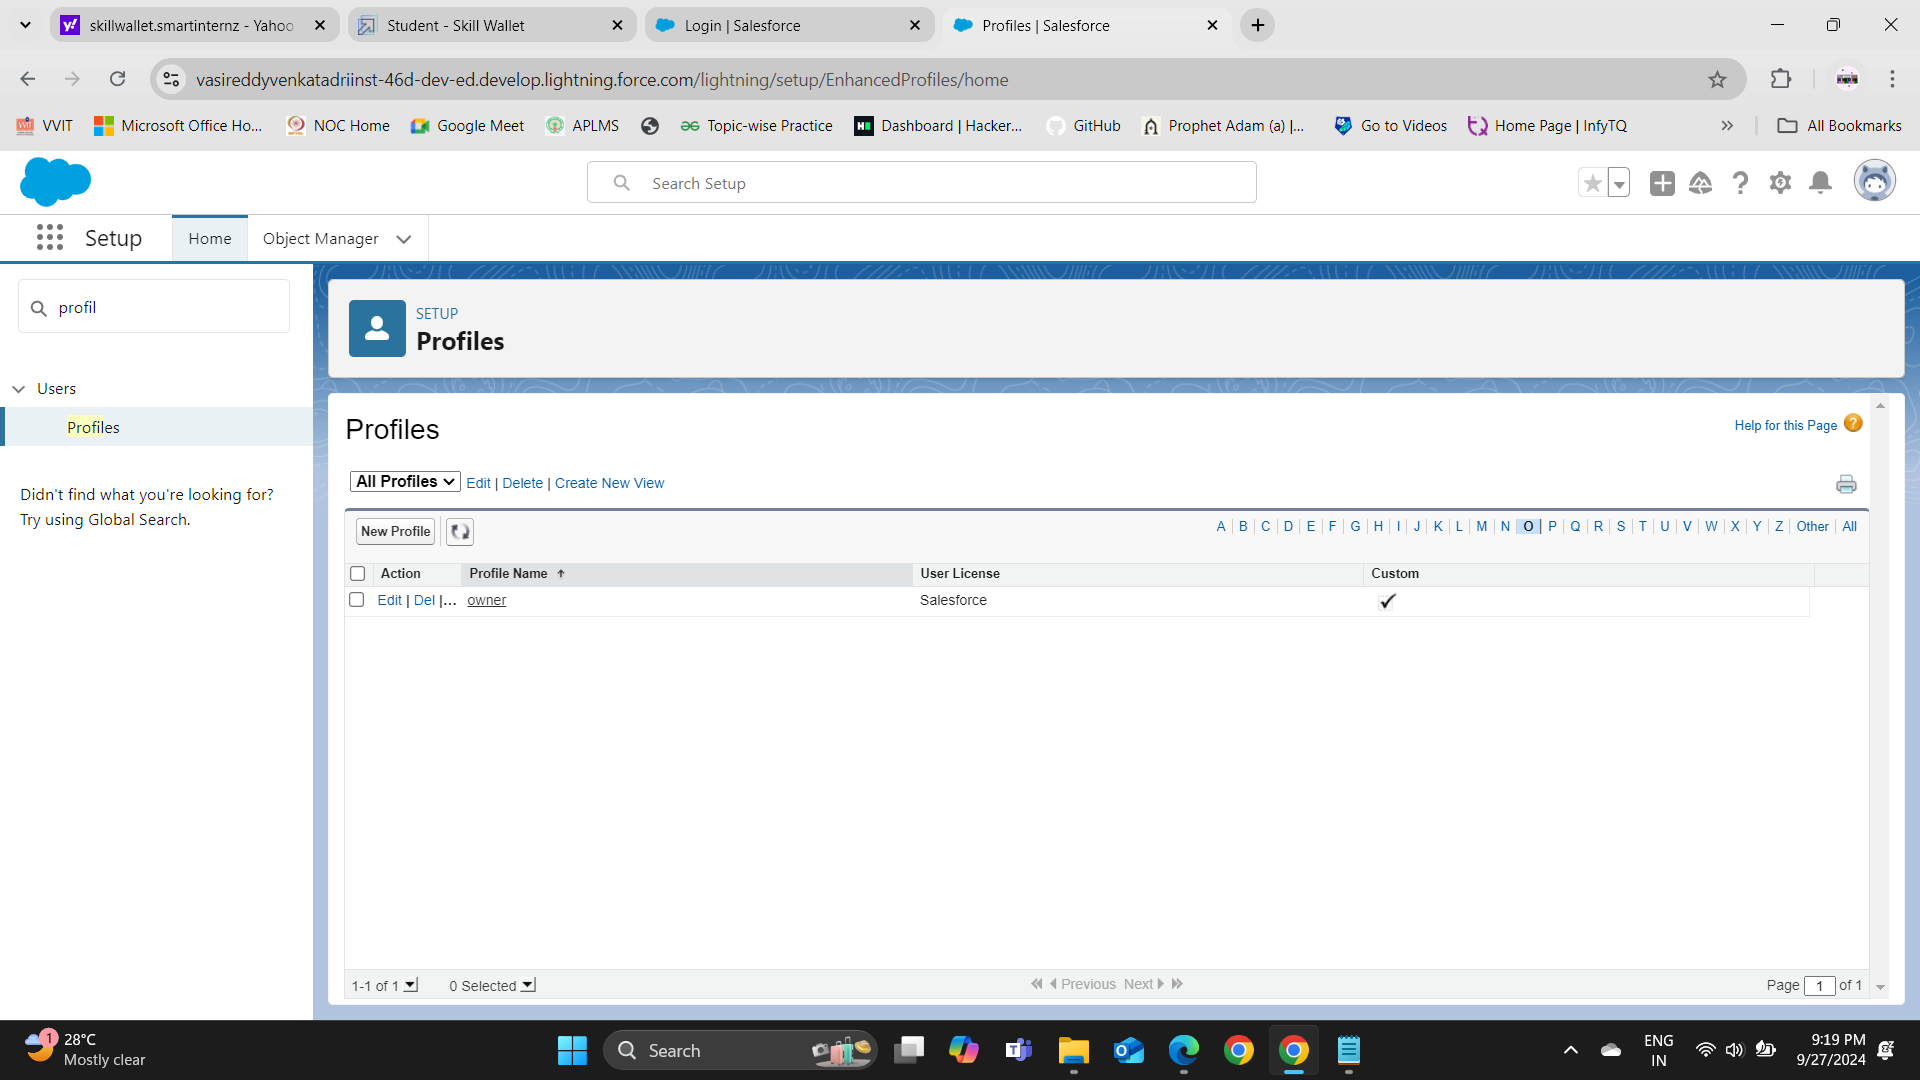 skillwallet.smartinternz - Yahoo
Student - Skill Wallet
Login | Salesforce
Profiles | Salesforce
vasireddyvenkatadriinst-46d-dev-ed.develop.lightning.force.com/lightning/setup/EnhancedProfiles/home
VVIT
Microsoft Office Ho...
NOC Home
Google Meet
APLMS
Topic-wise Practice
Dashboard | Hacker...
GitHub
Prophet Adam (a) |...
Go to Videos
Home Page | InfyTQ
All Bookmarks
Search Setup
Setup
Home
Object Manager
profil
Users
Profiles
Didn't find what you're looking for?
Try using Global Search.
SETUP
Profiles
Profiles
Help for this Page
All Profiles
Edit | Delete | Create New View
New Profile
A B C D E F G H I J K L M N O P Q R S T U V W X Y Z Other All
Action
Profile Name
User License
Custom
Edit | Del |...
owner
Salesforce
1-1 of 1
0 Selected
Previous Next
Page 1 of 1
1
28°C
Mostly clear
Search
ENG
IN
9:19 PM
9/27/2024